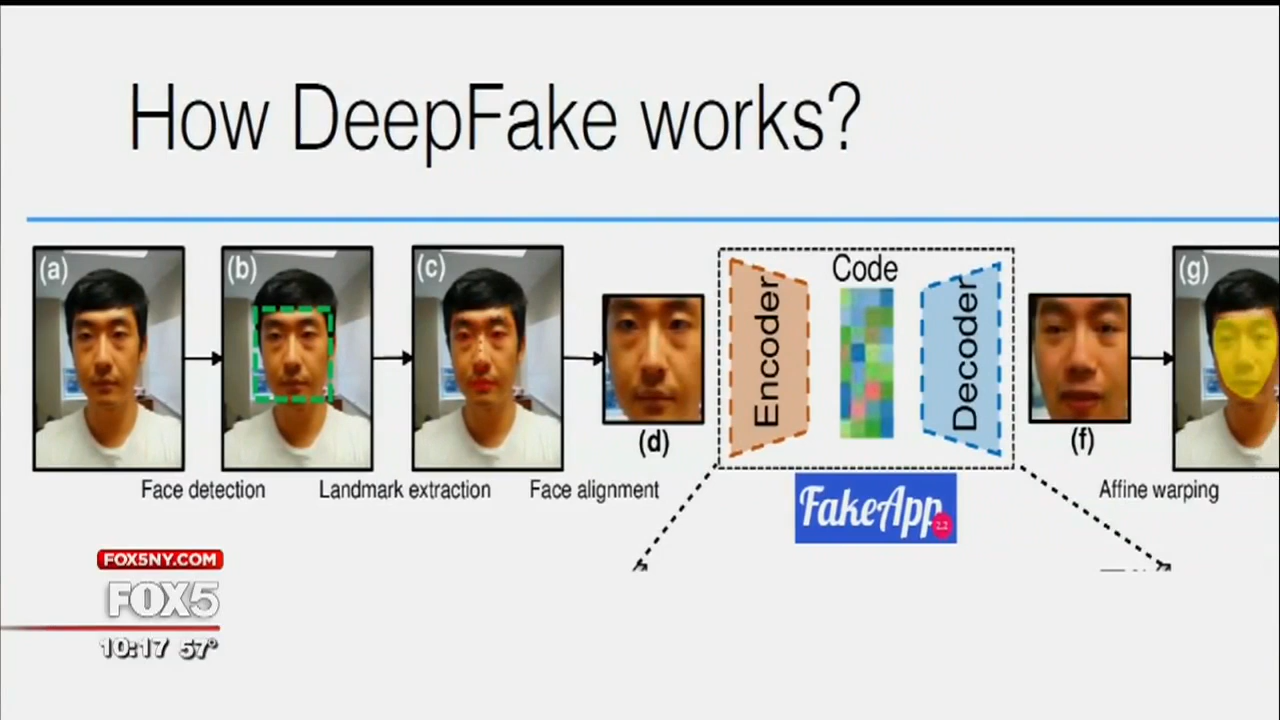 How DeepFake works?
(a)
(b)
(c)
(d)
Encoder
Code
Decoder
(f)
(g)
Face detection
Landmark extraction
Face alignment
Affine warping
FakeApp
2.2
FOX5NY.COM
FOX5
10:17 57°